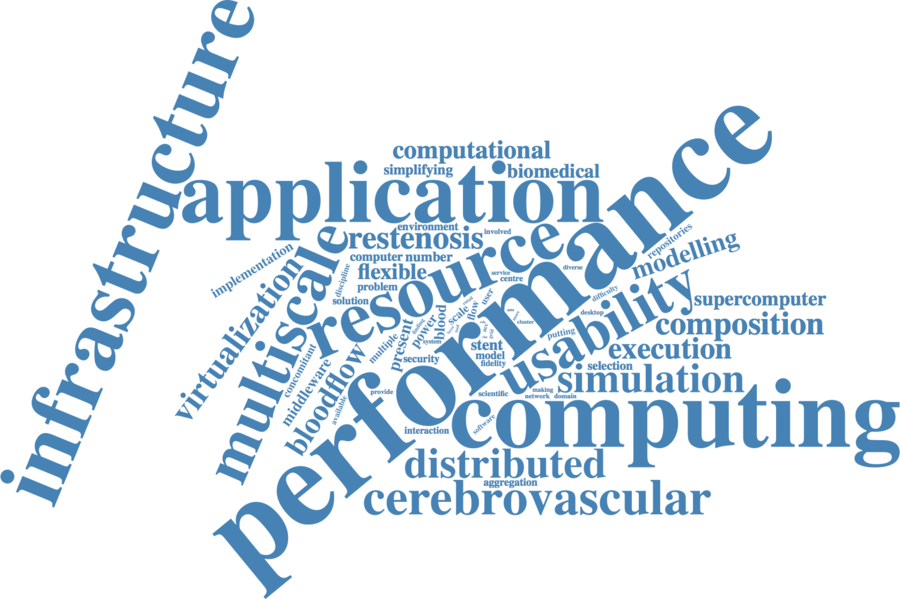 infrastructure
computational
simplifying
biomedical
application
performance
environment
involved
restenosis
resource
repositories
modelling
computer number
implementation
discipline
flexible
service
centre
diverse
problem
multiscale
virtualization
solution
difficulty
usability
supercomputer
user
flow
scale
blood
power
present
multiple
system
desktop
cluster
putting
composition
execution
stent
model
fidelity
security
selection
concomitant
middleware
bloodflow
available
provide
scientific
making
network
domain
simulation
computing
software
interaction
distributed
aggregation
cerebrovascular